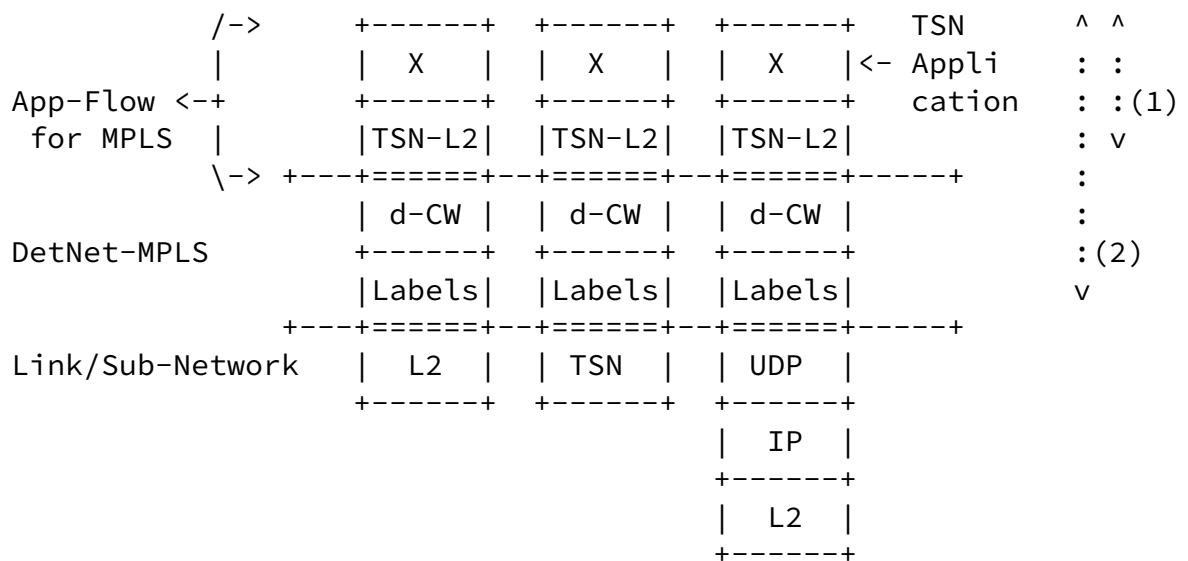 /-> +------+ +------+ +------+ TSN ^ ^
| | X | | X | | X |<- Appli : :
App-Flow <-+ +------+ +------+ +------+ cation : :(1)
for MPLS | |TSN-L2| |TSN-L2| |TSN-L2| : v
\-> +---+======+--+======+--+======+-----+ :
| d-CW | | d-CW | | d-CW | :
DetNet-MPLS +------+ +------+ +------+ :(2)
|Labels| |Labels| |Labels| v
+---+======+--+======+--+======+-----+
Link/Sub-Network | L2 | | TSN | | UDP |
+------+ +------+ +------+
| IP |
+------+
| L2 |
+------+